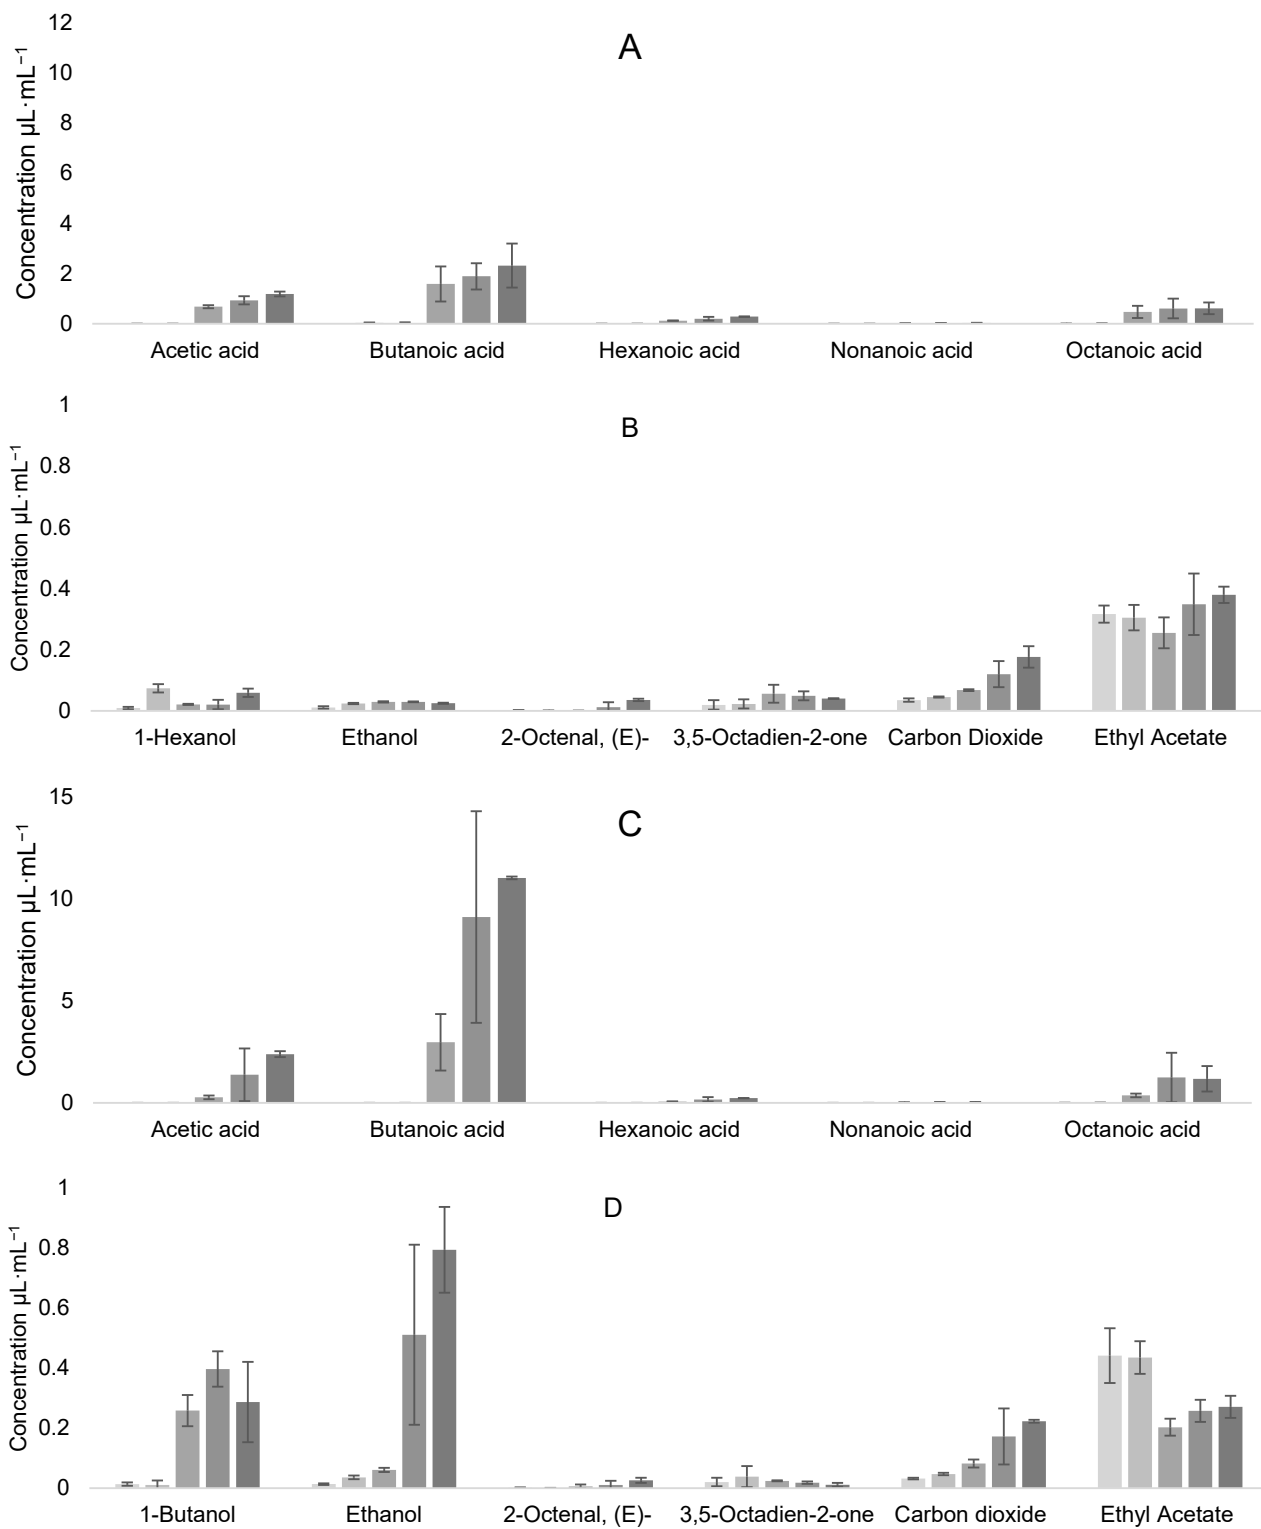 A
Concentration µL·mL⁻¹
12
10
8
6
4
2
0
Acetic acid Butanoic acid Hexanoic acid Nonanoic acid Octanoic acid
B
Concentration µL·mL⁻¹
1
0.8
0.6
0.4
0.2
0
1-Hexanol Ethanol 2-Octenal, (E)- 3,5-Octadien-2-one Carbon Dioxide Ethyl Acetate
C
Concentration µL·mL⁻¹
15
10
5
0
Acetic acid Butanoic acid Hexanoic acid Nonanoic acid Octanoic acid
D
Concentration µL·mL⁻¹
1
0.8
0.6
0.4
0.2
0
1-Butanol Ethanol 2-Octenal, (E)- 3,5-Octadien-2-one Carbon dioxide Ethyl Acetate